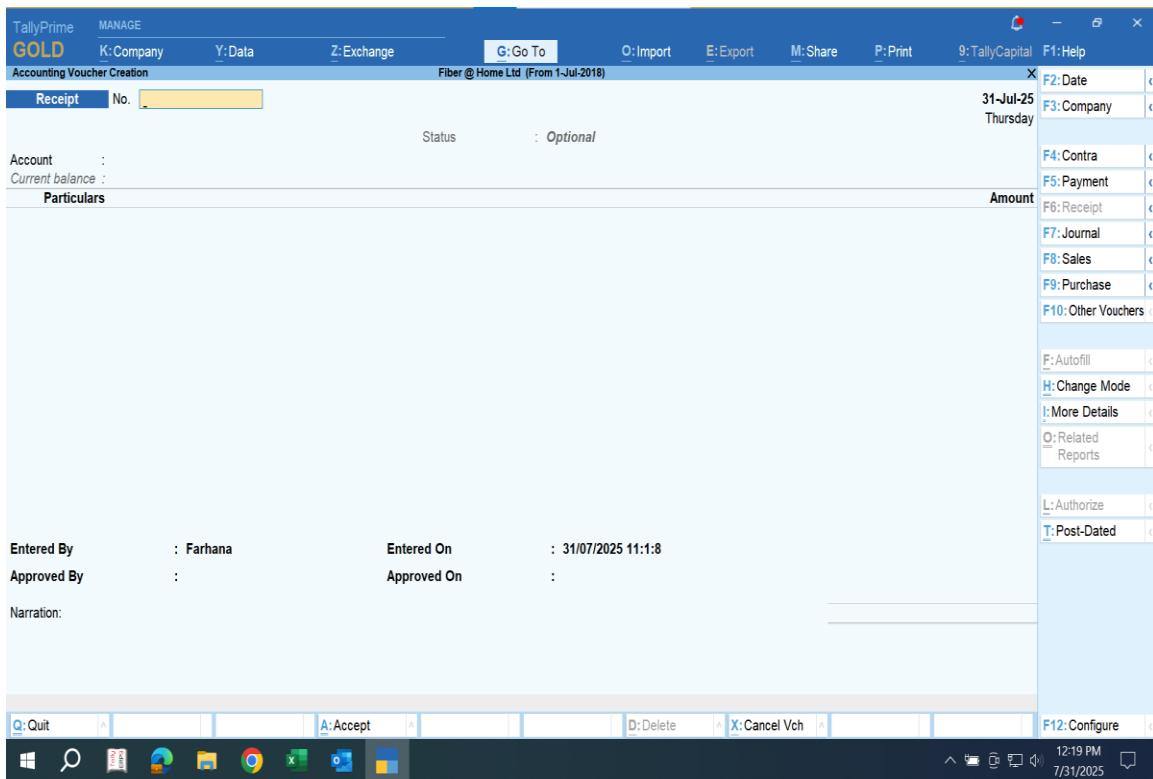 TallyPrime MANAGE
GOLD K:Company Y:Data Z:Exchange G:Go To O:Import E:Export M:Share P:Print 9:TallyCapital F1:Help
Accounting Voucher Creation Fiber @ Home Ltd (From 1-Jul-2018) X
F2:Date
Receipt No. 31-Jul-25
F3:Company
Thursday
Status : Optional
Account :
F4:Contra
Current balance :
F5:Payment
Particulars Amount
F6:Receipt
F7:Journal
F8:Sales
F9:Purchase
F10:Other Vouchers
F:Autofill
H:Change Mode
I:More Details
O:Related
Reports
L:Authorize
T:Post-Dated
Entered By : Farhana Entered On : 31/07/2025 11:1:8
Approved By : Approved On :
Narration:
Q:Quit A:Accept D:Delete X:Cancel Vch F12:Configure
12:19 PM
7/31/2025